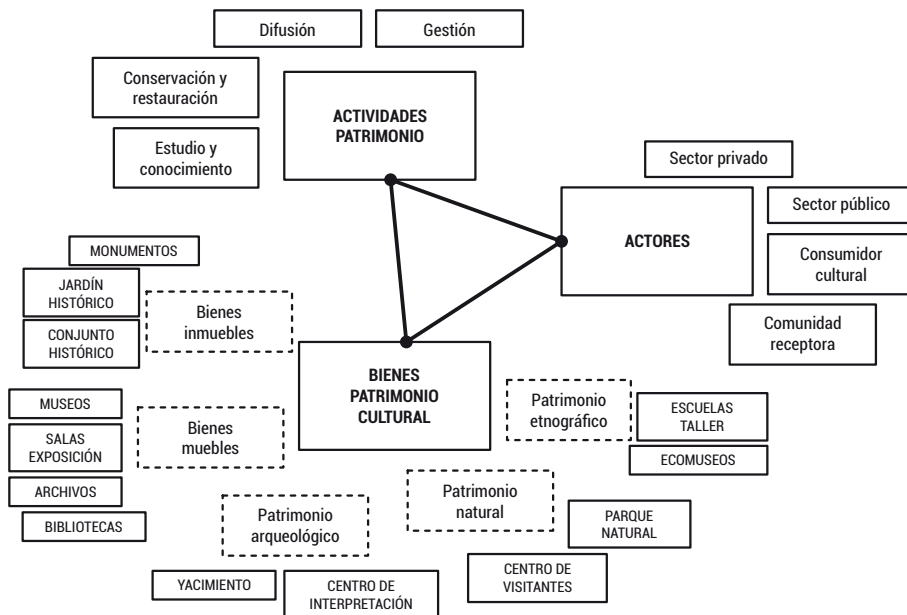 Difusión
Gestión
Conservación y
restauración
Estudio y
conocimiento
ACTIVIDADES
PATRIMONIO
Sector privado
Sector público
ACTORES
Consumidor
cultural
Comunidad
receptora
MONUMENTOS
JARDÍN
HISTÓRICO
CONJUNTO
HISTÓRICO
Bienes
inmuebles
BIENES
PATRIMONIO
CULTURAL
MUSEOS
SALAS
EXPOSICIÓN
ARCHIVOS
BIBLIOTECAS
Bienes
muebles
Patrimonio
etnográfico
ESCUELAS
TALLER
ECOMUSEOS
Patrimonio
arqueológico
Patrimonio
natural
PARQUE
NATURAL
YACIMIENTO
CENTRO DE
INTERPRETACIÓN
CENTRO DE
VISITANTES